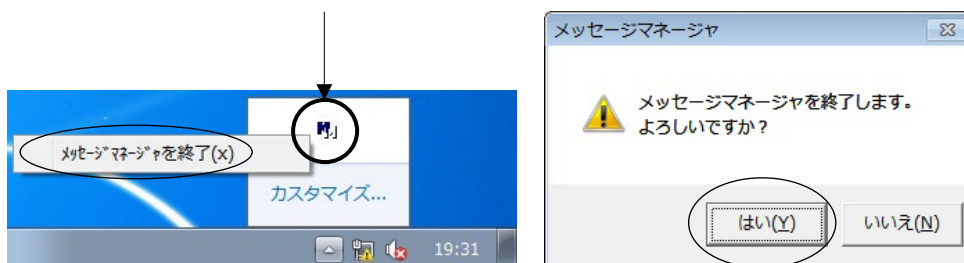 メッセージマネージャを終了(x)
カスタマイズ...
19:31
メッセージマネージャ
メッセージマネージャを終了します。
よろしいですか?
はい(Y)
いいえ(N)